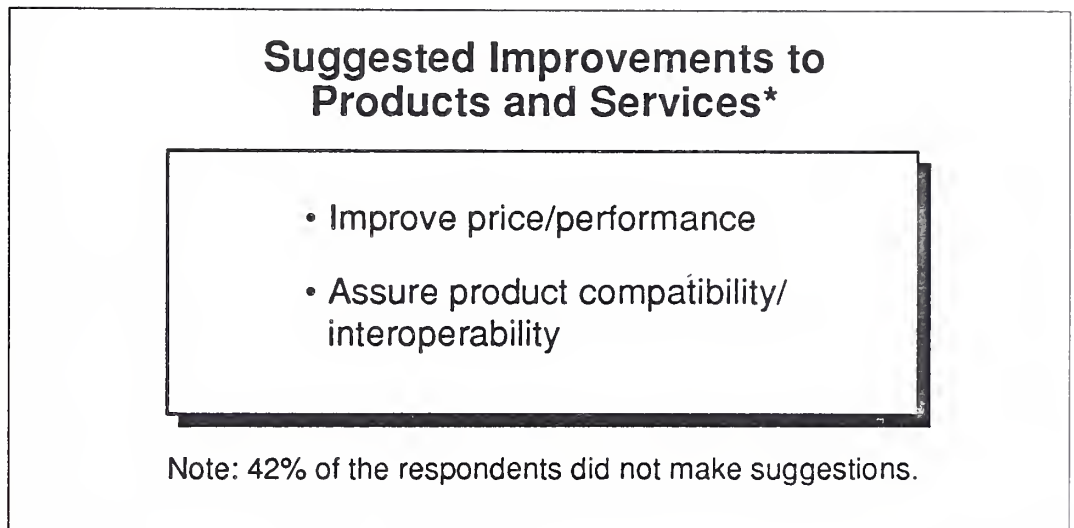 Suggested Improvements to
Products and Services*
• Improve price/performance
• Assure product compatibility/
interoperability
Note: 42% of the respondents did not make suggestions.